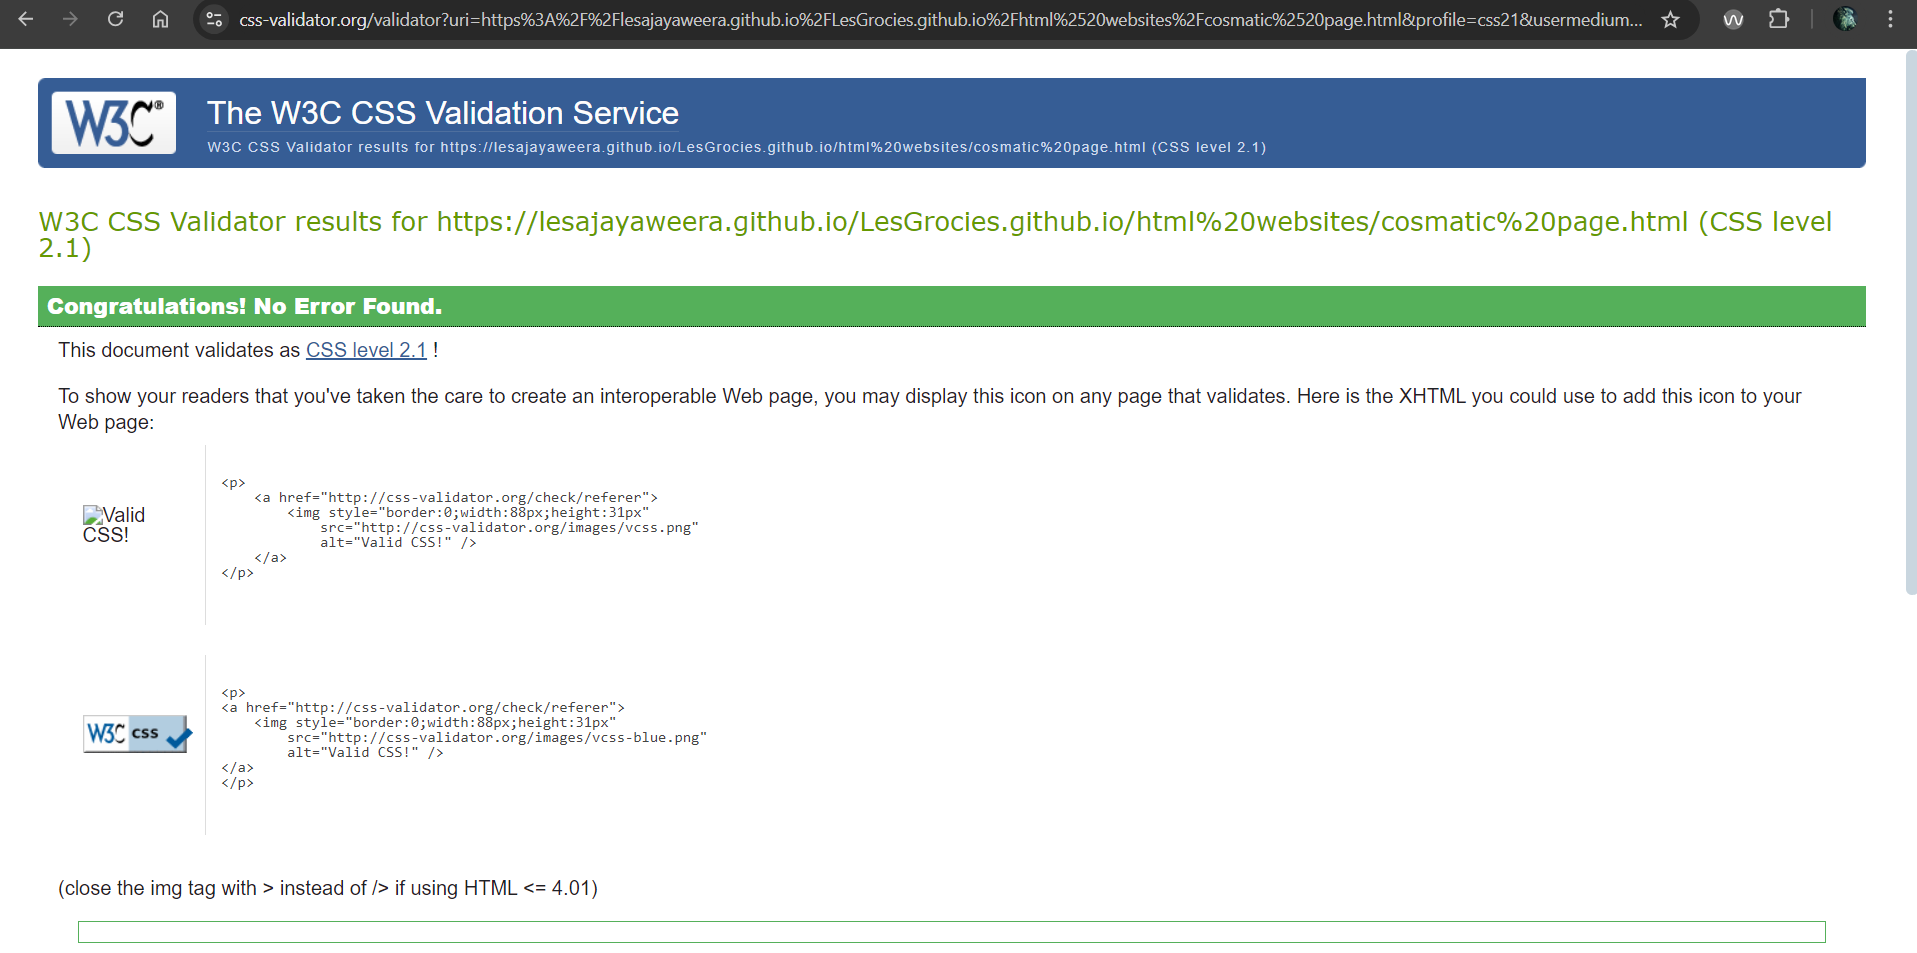 css-validator.org/validator?uri=https%3A%2F%2Flesajayaweera.github.io%2FLesGrocies.github.io%2Fhtml%2520websites%2Fcosmatic%2520page.html&profile=css21&usermedium...
W3C®
The W3C CSS Validation Service
W3C CSS Validator results for https://lesajayaweera.github.io/LesGrocies.github.io/html%20websites/cosmatic%20page.html (CSS level 2.1)
W3C CSS Validator results for https://lesajayaweera.github.io/LesGrocies.github.io/html%20websites/cosmatic%20page.html (CSS level
2.1)
Congratulations! No Error Found.
This document validates as CSS level 2.1 !
To show your readers that you've taken the care to create an interoperable Web page, you may display this icon on any page that validates. Here is the XHTML you could use to add this icon to your
Web page:
Valid
CSS!
<p>
<a href="http://css-validator.org/check/referer">
<img style="border:0;width:88px;height:31px"
src="http://css-validator.org/images/vcss.png"
alt="Valid CSS!" />
</a>
</p>
W3C css
<p>
<a href="http://css-validator.org/check/referer">
<img style="border:0;width:88px;height:31px"
src="http://css-validator.org/images/vcss-blue.png"
alt="Valid CSS!" />
</a>
</p>
(close the img tag with > instead of /> if using HTML <= 4.01)